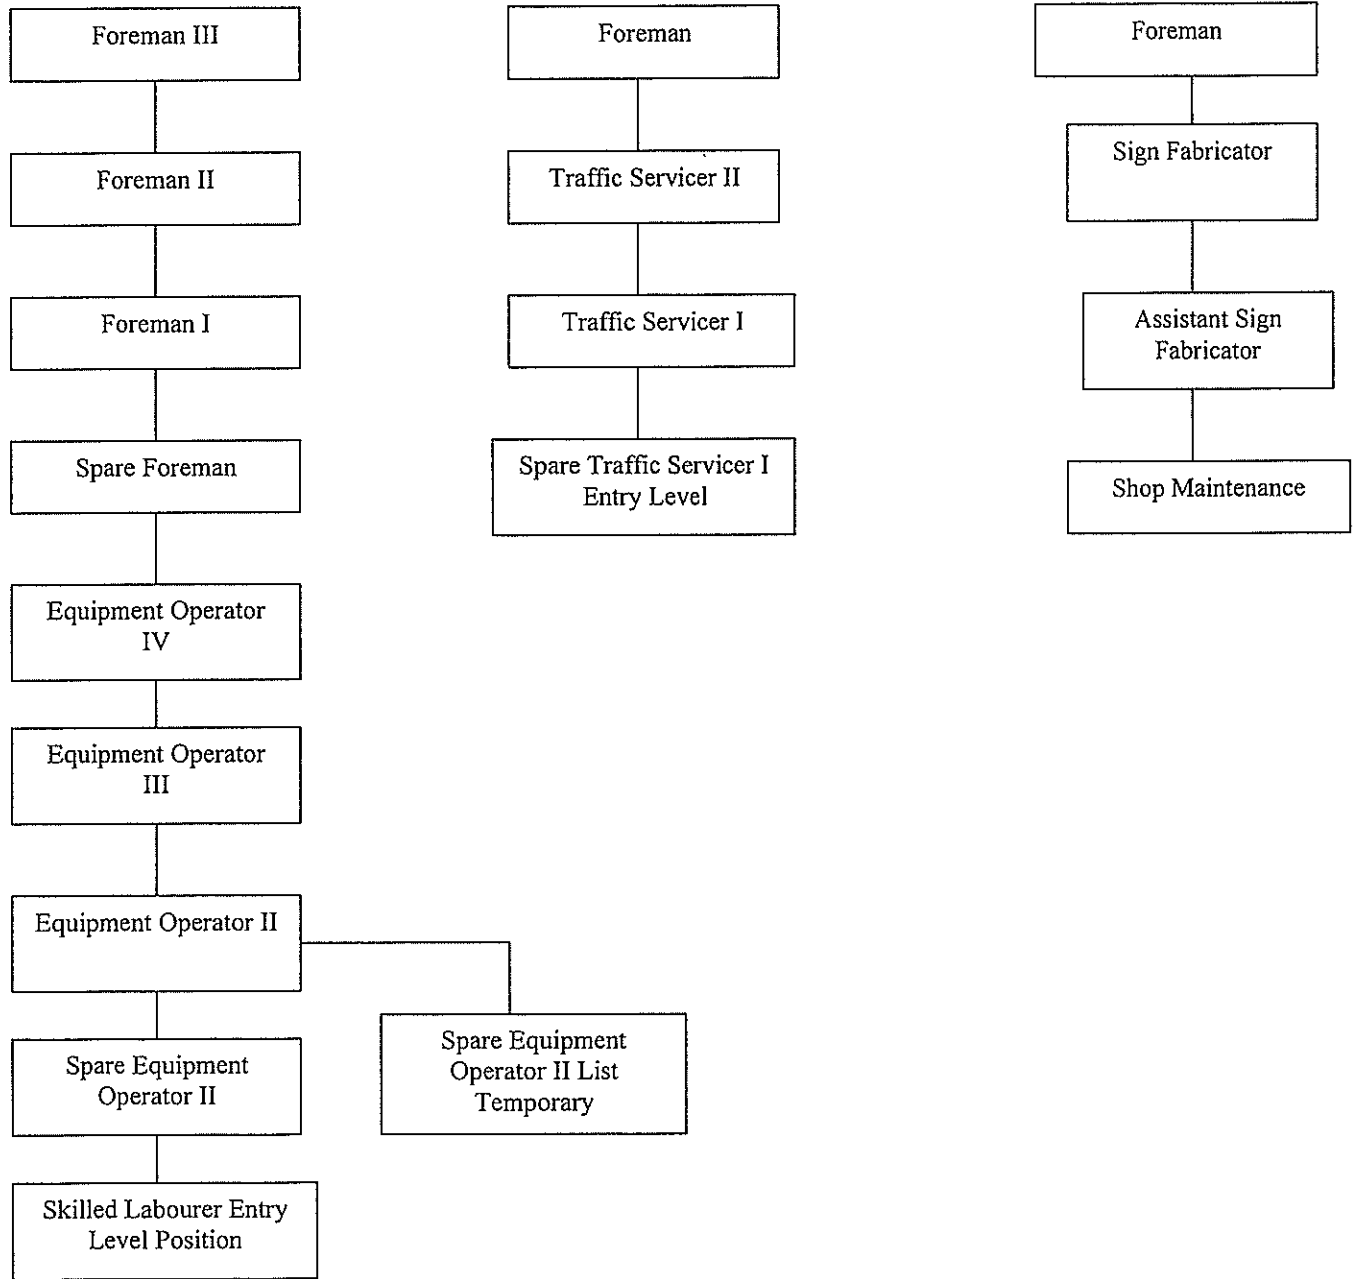 Foreman III
Foreman II
Foreman I
Spare Foreman
Equipment Operator
IV
Equipment Operator
III
Equipment Operator II
Spare Equipment
Operator II
Skilled Labourer Entry
Level Position
Spare Equipment
Operator II List
Temporary
Foreman
Traffic Servicer II
Traffic Servicer I
Spare Traffic Servicer I
Entry Level
Foreman
Sign Fabricator
Assistant Sign
Fabricator
Shop Maintenance